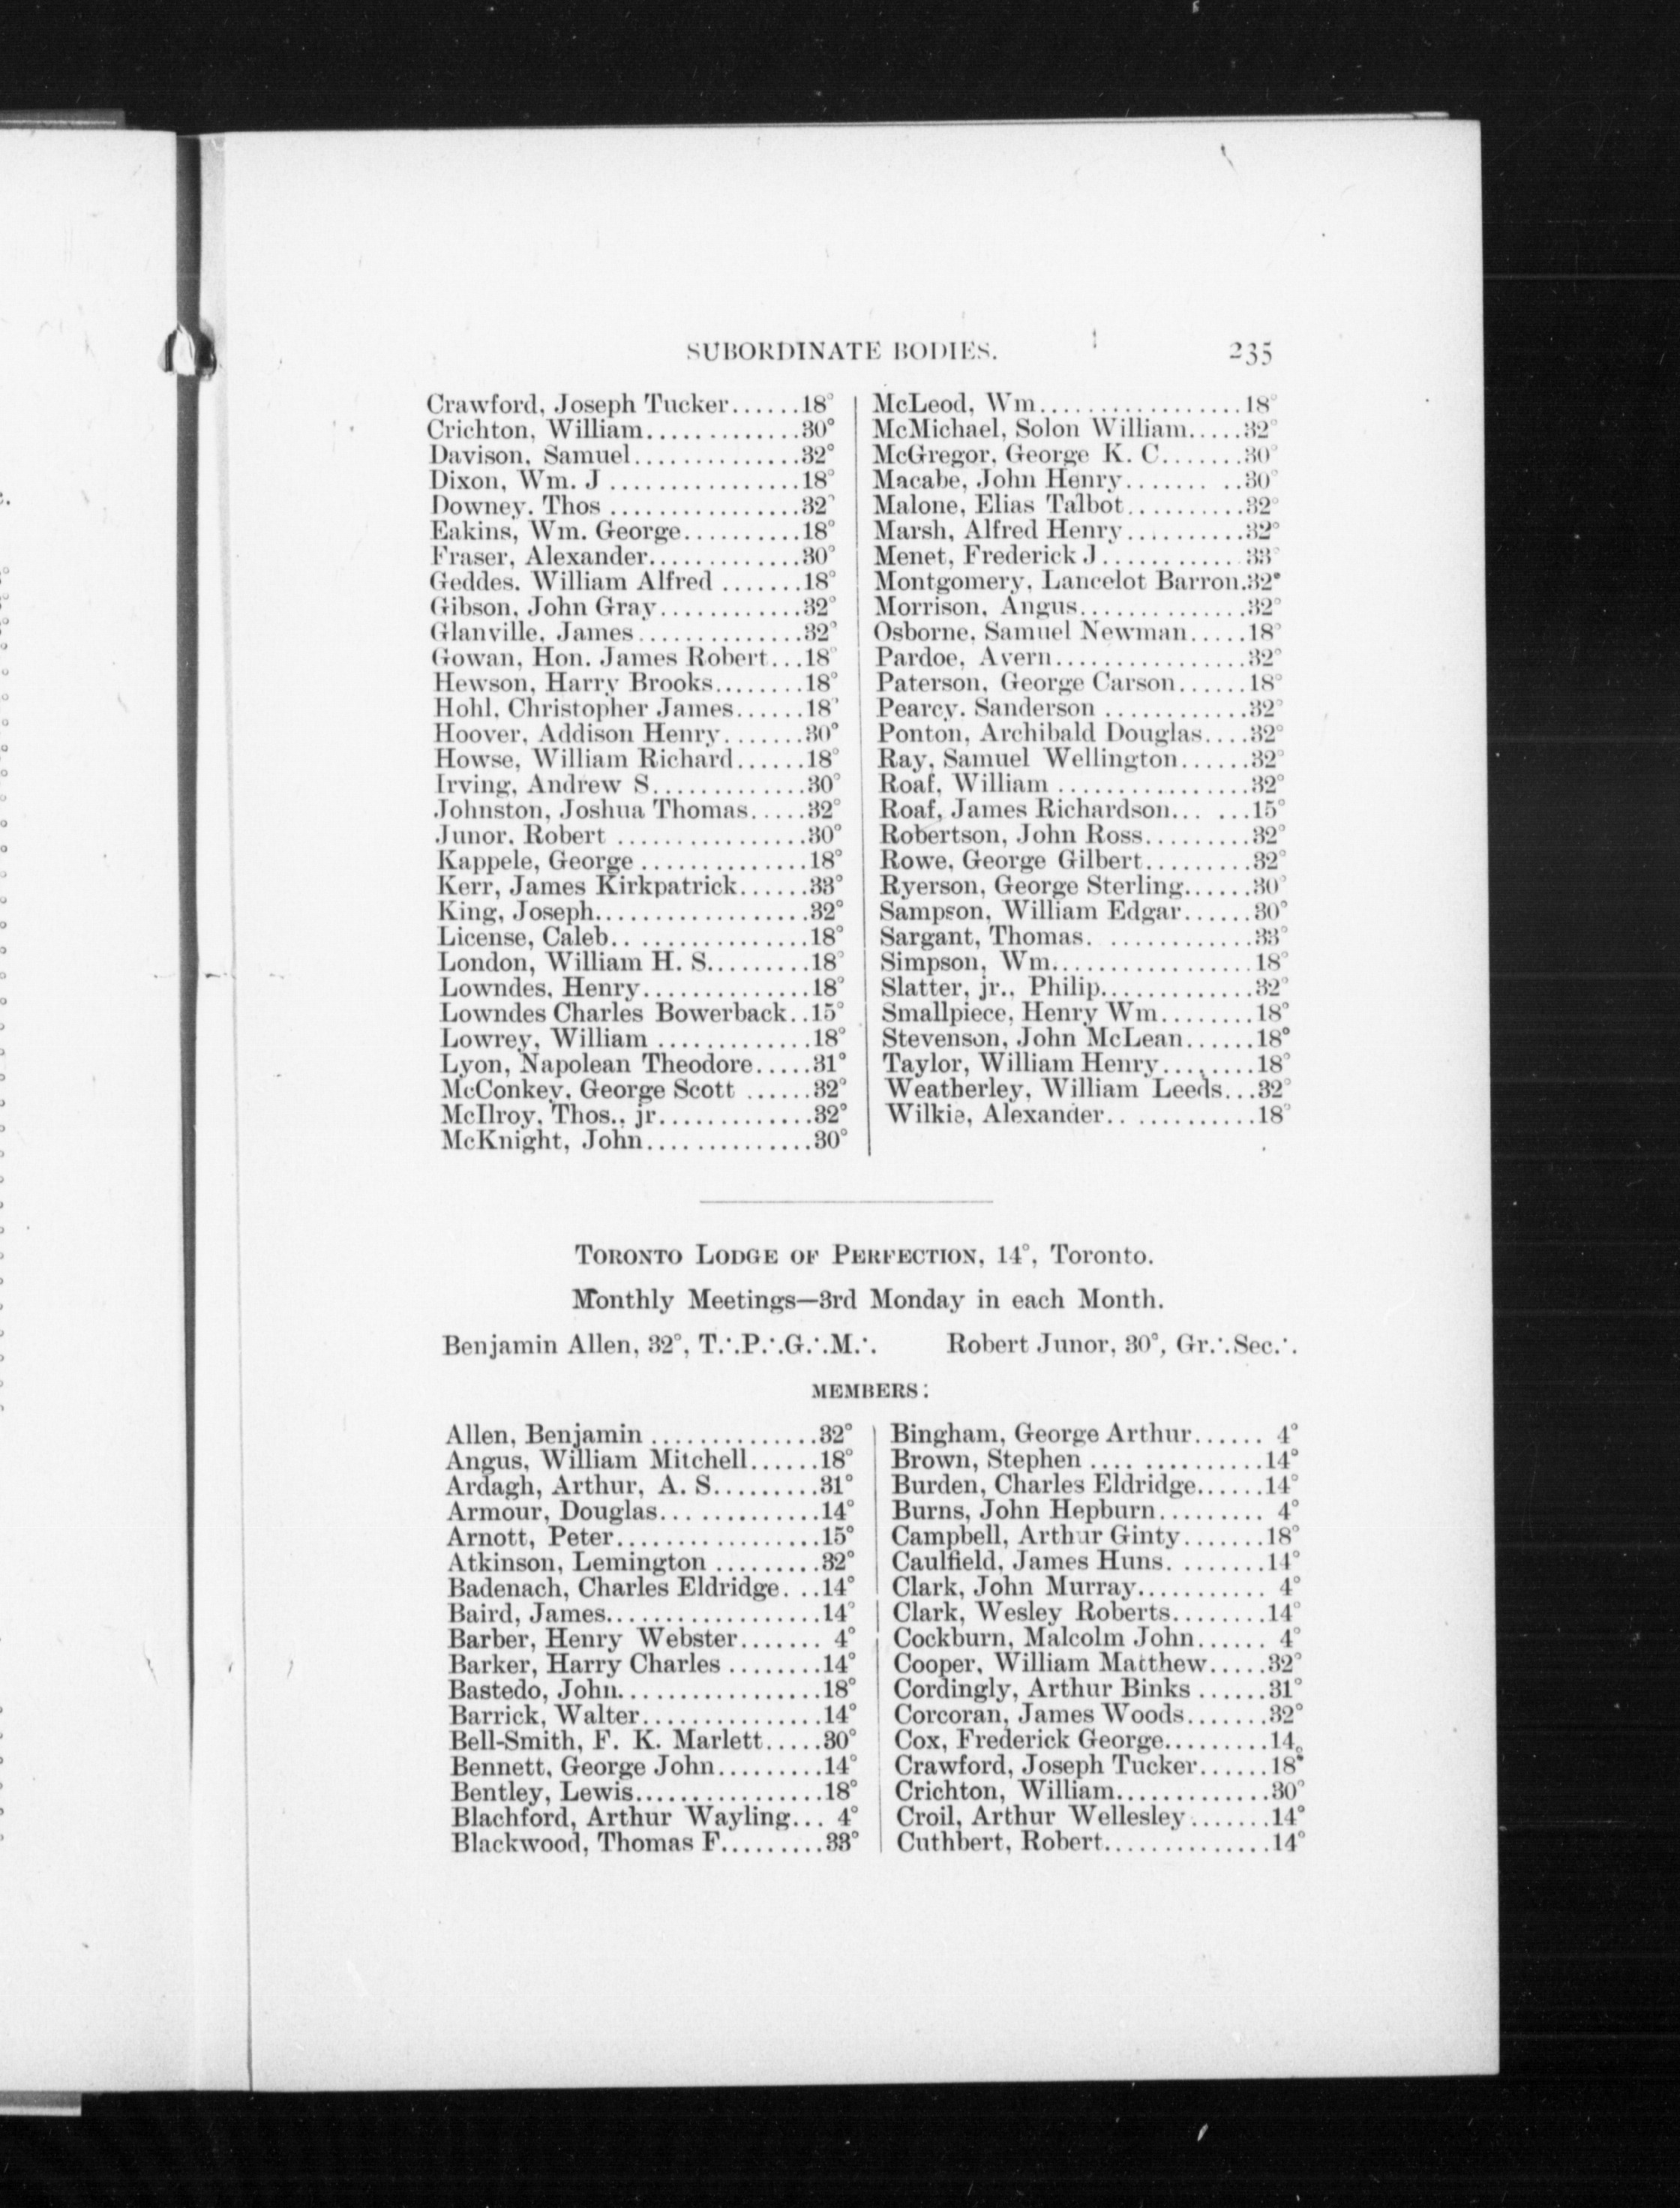 SUBORDINATE BODIES. 235
Crawford, Joseph Tucker......18°
Crichton, William.............30°
Davison, Samuel..............32°
Dixon, Wm. J ................18°
Downey. Thos ................32°
Eakins, Wm. George..........18°
Fraser, Alexander..............30°
Geddes. William Alfred .......18°
Gibson, John Gray............32°
Glanville, James..............32°
Gowan, Hon. James Robert...18°
Hewson, Harry Brooks........18°
Hohl, Christopher James......18°
Hoover, Addison Henry.......30°
Howse, William Richard......18°
Irving, Andrew S.............30°
Johnston, Joshua Thomas.....32°
Junor. Robert ................30°
Kappele, George ..............18°
Kerr, James Kirkpatrick......33°
King, Joseph..................32°
License, Caleb.. ...............18°
London, William H. S.........18°
Lowndes, Henry..............18°
Lowndes Charles Bowerback..15°
Lowrey, William .............18°
Lyon, Napolean Theodore.....31°
McConkey, George Scott ......32°
McIlroy, Thos., jr.............32°
McKnight, John..............30°
McLeod, Wm.................18°
McMichael, Solon William.....32°
McGregor, George K. C.......30°
Macabe, John Henry....... ..30°
Malone, Elias Talbot..........32°
Marsh, Alfred Henry..........32°
Menet, Frederick J ............33°
Montgomery, Lancelot Barron.32°
Morrison, Angus..............32°
Osborne, Samuel Newman.....18°
Pardoe, Avern................32°
Paterson, George Carson......18°
Pearcy. Sanderson ............32°
Ponton, Archibald Douglas....32°
Ray, Samuel Wellington......32°
Roaf, William ................32°
Roaf, James Richardson... ...15°
Robertson, John Ross.........32°
Rowe, George Gilbert.........32°
Ryerson, George Sterling......30°
Sampson, William Edgar......30°
Sargant, Thomas. ............33°
Simpson, Wm.................18°
Slatter, jr., Philip.............32°
Smallpiece, Henry Wm........18°
Stevenson, John McLean......18°
Taylor, William Henry........18°
Weatherley, William Leeds...32°
Wilkie, Alexander.. ..........18°
TORONTO LODGE OF PERFECTION, 14°, Toronto.
Monthly Meetings—3rd Monday in each Month.
Benjamin Allen, 32°, T∴P∴G∴M∴ Robert Junor, 30°, Gr∴Sec∴
MEMBERS:
Allen, Benjamin ..............32°
Angus, William Mitchell......18°
Ardagh, Arthur, A. S.........31°
Armour, Douglas..............14°
Arnott, Peter..................15°
Atkinson, Lemington .........32°
Badenach, Charles Eldridge. ...14°
Baird, James..................14°
Barber, Henry Webster....... 4°
Barker, Harry Charles ........14°
Bastedo, John..................18°
Barrick, Walter................14°
Bell-Smith, F. K. Marlett.....30°
Bennett, George John.........14°
Bentley, Lewis.................18°
Blachford, Arthur Wayling... 4°
Blackwood, Thomas F.........33°
Bingham, George Arthur...... 4°
Brown, Stephen .... ..........14°
Burden, Charles Eldridge......14°
Burns, John Hepburn......... 4°
Campbell, Arthur Ginty.......18°
Caulfield, James Huns. ........14°
Clark, John Murray........... 4°
Clark, Wesley Roberts........14°
Cockburn, Malcolm John...... 4°
Cooper, William Matthew.....32°
Cordingly, Arthur Binks ......31°
Corcoran, James Woods.......32°
Cox, Frederick George.........14°
Crawford, Joseph Tucker......18°
Crichton, William.............30°
Croil, Arthur Wellesley.......14°
Cuthbert, Robert..............14°